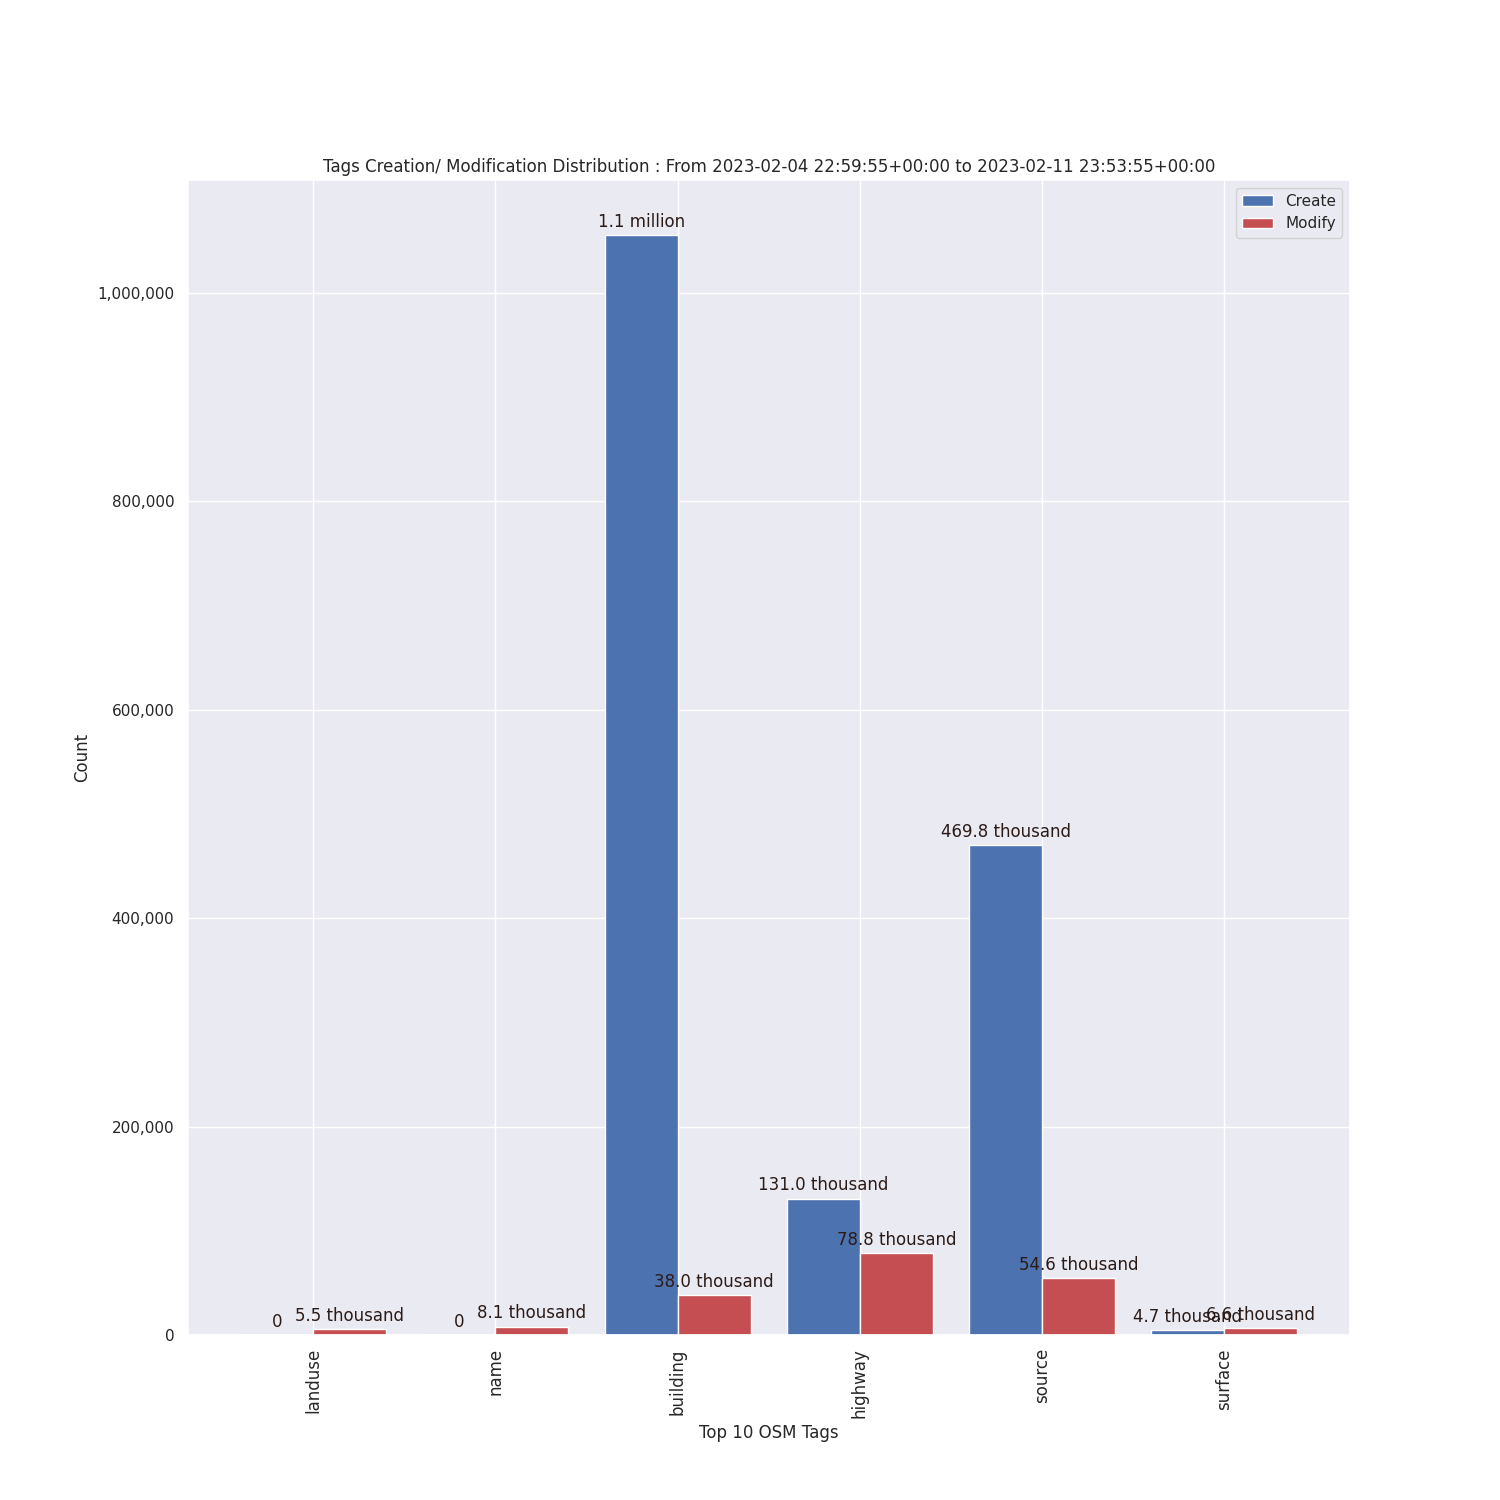 Tags Creation/ Modification Distribution : From 2023-02-04 22:59:55+00:00 to 2023-02-11 23:53:55+00:00
Create
Modify
1.1 million
1,000,000
800,000
600,000
Count
469.8 thousand
400,000
200,000
131.0 thousand
78.8 thousand
54.6 thousand
38.0 thousand
0
5.5 thousand
0
8.1 thousand
4.7 thousand
6.6 thousand
0
landuse
name
building
highway
source
surface
Top 10 OSM Tags